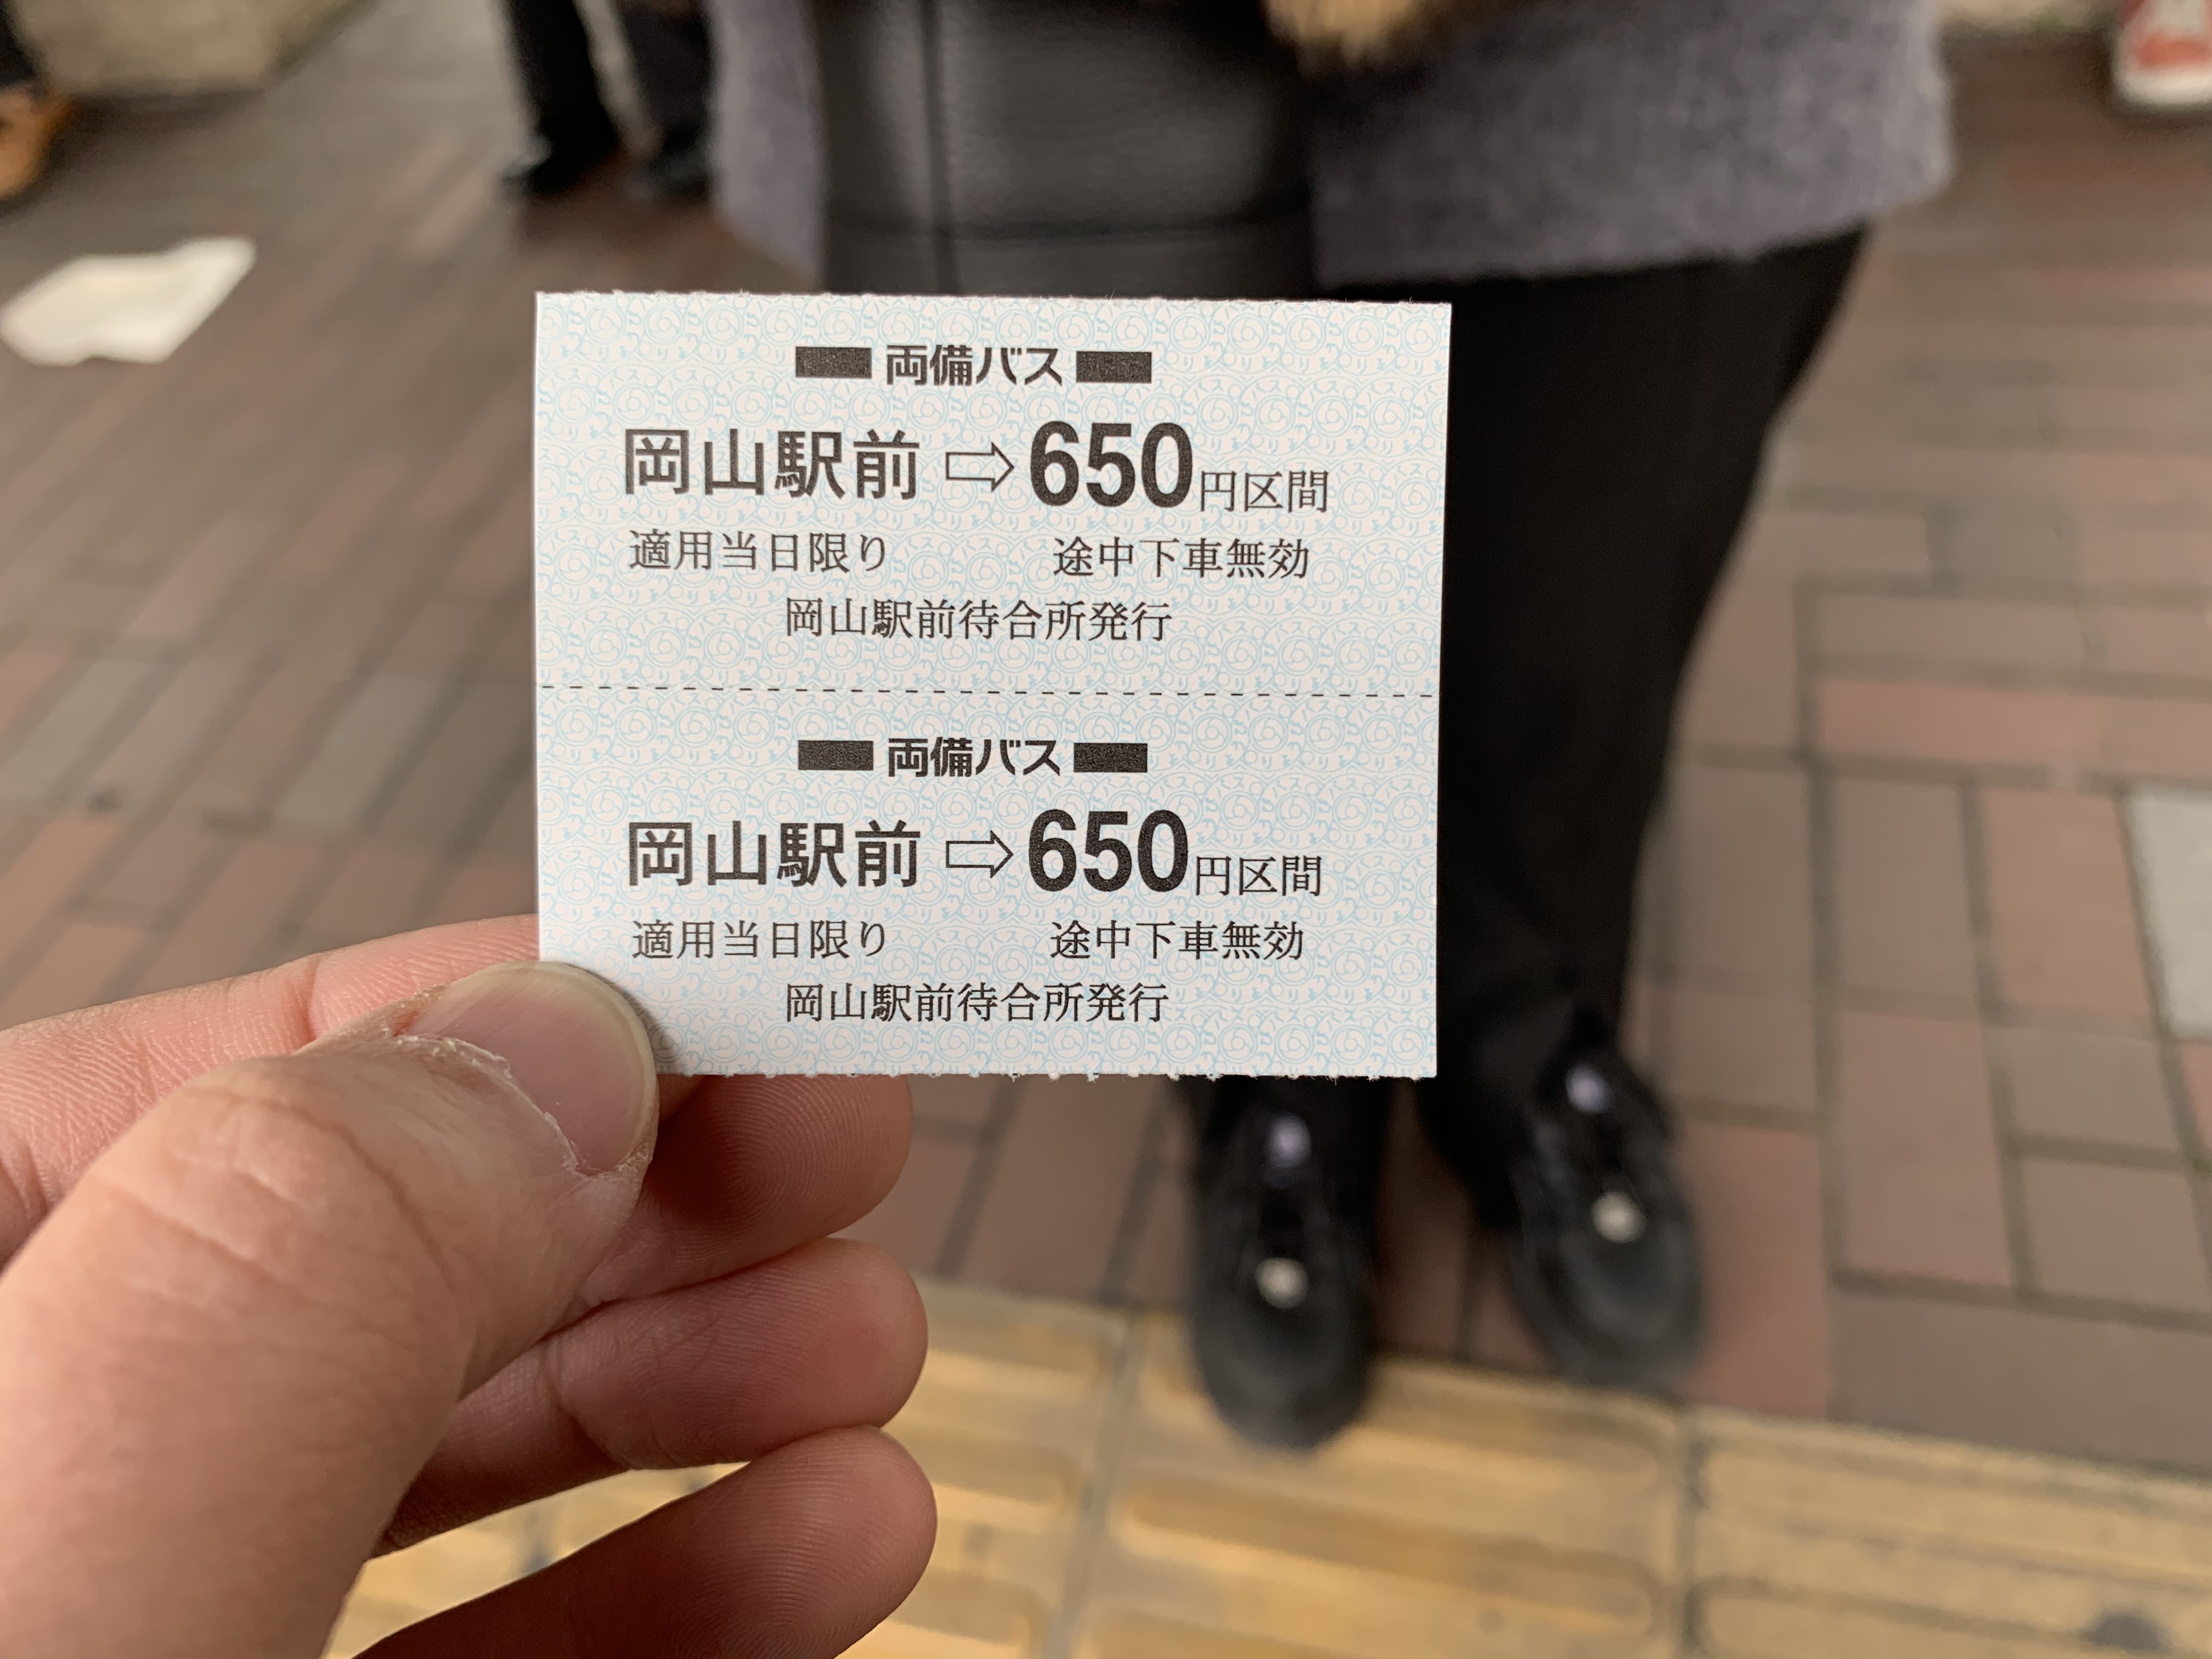 両備バス
岡山駅前⇨650円区間
適用当日限り 途中下車無効
岡山駅前待合所発行
両備バス
岡山駅前⇨650円区間
適用当日限り 途中下車無効
岡山駅前待合所発行